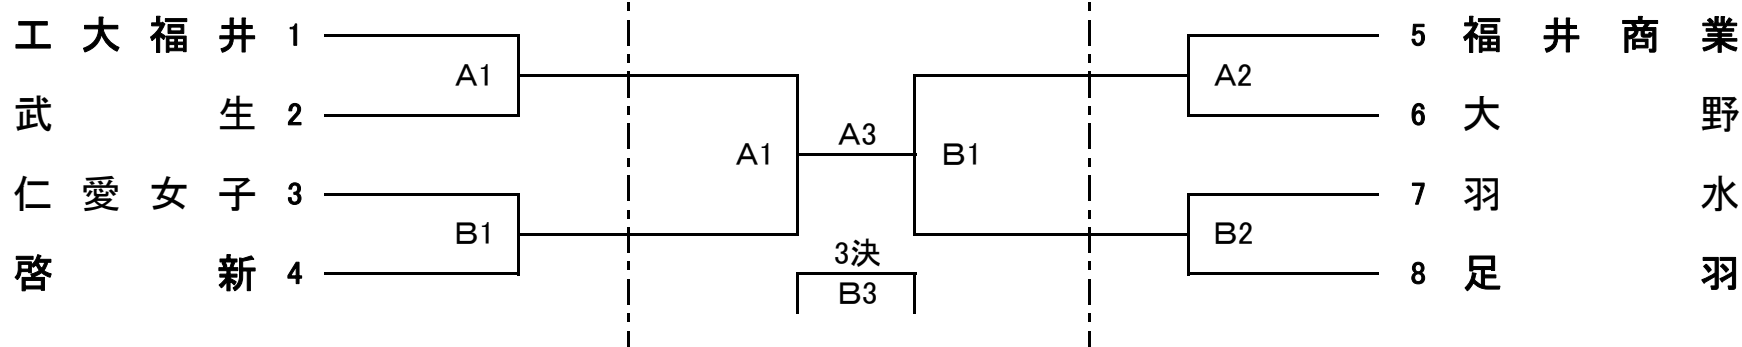 工大福井 1
A1
武生 2
仁愛女子 3
B1
啓新 4
A1
A3
B1
3決
B3
5 福井商業
A2
6 大野
7 羽水
B2
8 足羽